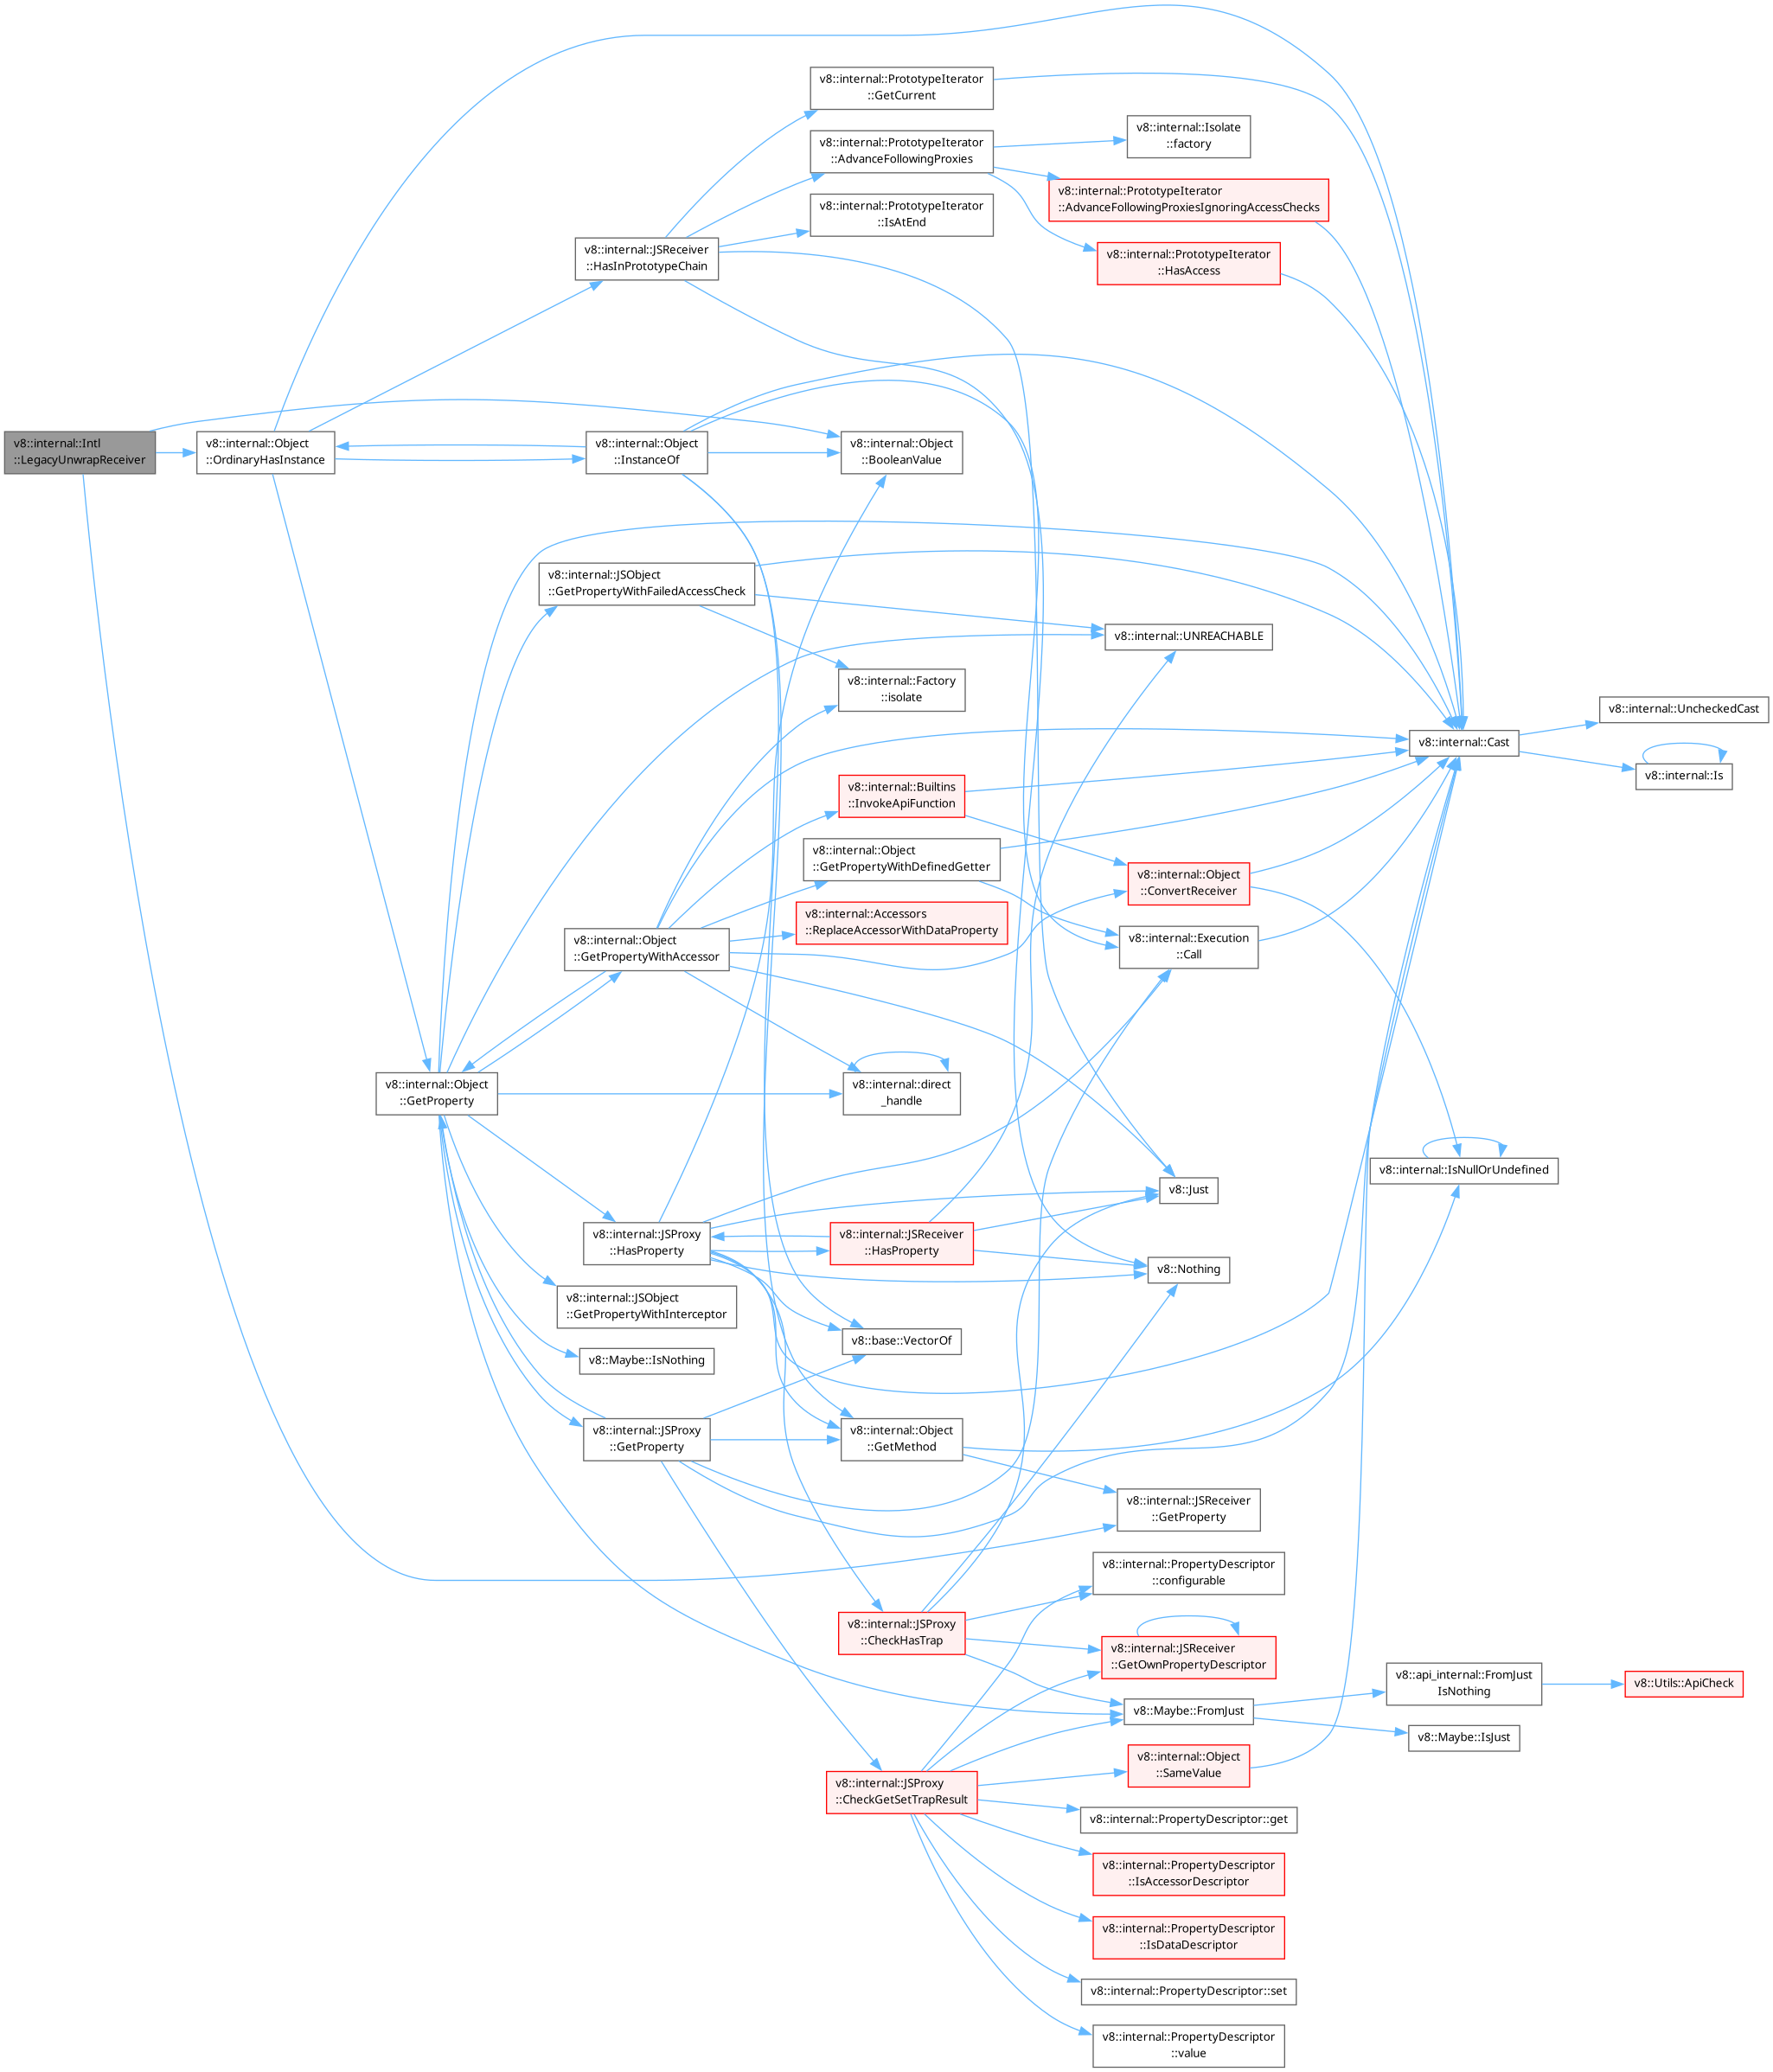 v8::internal::Intl
::LegacyUnwrapReceiver
v8::internal::Object
::OrdinaryHasInstance
v8::internal::Object
::GetProperty
v8::internal::JSReceiver
::HasInPrototypeChain
v8::internal::Object
::InstanceOf
v8::internal::JSObject
::GetPropertyWithFailedAccessCheck
v8::internal::Object
::GetPropertyWithAccessor
v8::internal::JSProxy
::HasProperty
v8::internal::JSObject
::GetPropertyWithInterceptor
v8::Maybe::IsNothing
v8::internal::JSProxy
::GetProperty
v8::internal::PrototypeIterator
::GetCurrent
v8::internal::PrototypeIterator
::AdvanceFollowingProxies
v8::internal::PrototypeIterator
::IsAtEnd
v8::internal::Object
::BooleanValue
v8::internal::Factory
::isolate
v8::internal::Builtins
::InvokeApiFunction
v8::internal::Object
::GetPropertyWithDefinedGetter
v8::internal::Accessors
::ReplaceAccessorWithDataProperty
v8::internal::direct
_handle
v8::internal::JSReceiver
::HasProperty
v8::base::VectorOf
v8::internal::Object
::GetMethod
v8::internal::JSProxy
::CheckHasTrap
v8::internal::JSProxy
::CheckGetSetTrapResult
v8::internal::Isolate
::factory
v8::internal::PrototypeIterator
::AdvanceFollowingProxiesIgnoringAccessChecks
v8::internal::PrototypeIterator
::HasAccess
v8::internal::UNREACHABLE
v8::internal::Object
::ConvertReceiver
v8::internal::Execution
::Call
v8::Just
v8::Nothing
v8::internal::JSReceiver
::GetProperty
v8::internal::PropertyDescriptor
::configurable
v8::internal::JSReceiver
::GetOwnPropertyDescriptor
v8::Maybe::FromJust
v8::internal::Object
::SameValue
v8::internal::PropertyDescriptor::get
v8::internal::PropertyDescriptor
::IsAccessorDescriptor
v8::internal::PropertyDescriptor
::IsDataDescriptor
v8::internal::PropertyDescriptor::set
v8::internal::PropertyDescriptor
::value
v8::internal::Cast
v8::internal::IsNullOrUndefined
v8::api_internal::FromJust
IsNothing
v8::Maybe::IsJust
v8::internal::UncheckedCast
v8::internal::Is
v8::Utils::ApiCheck